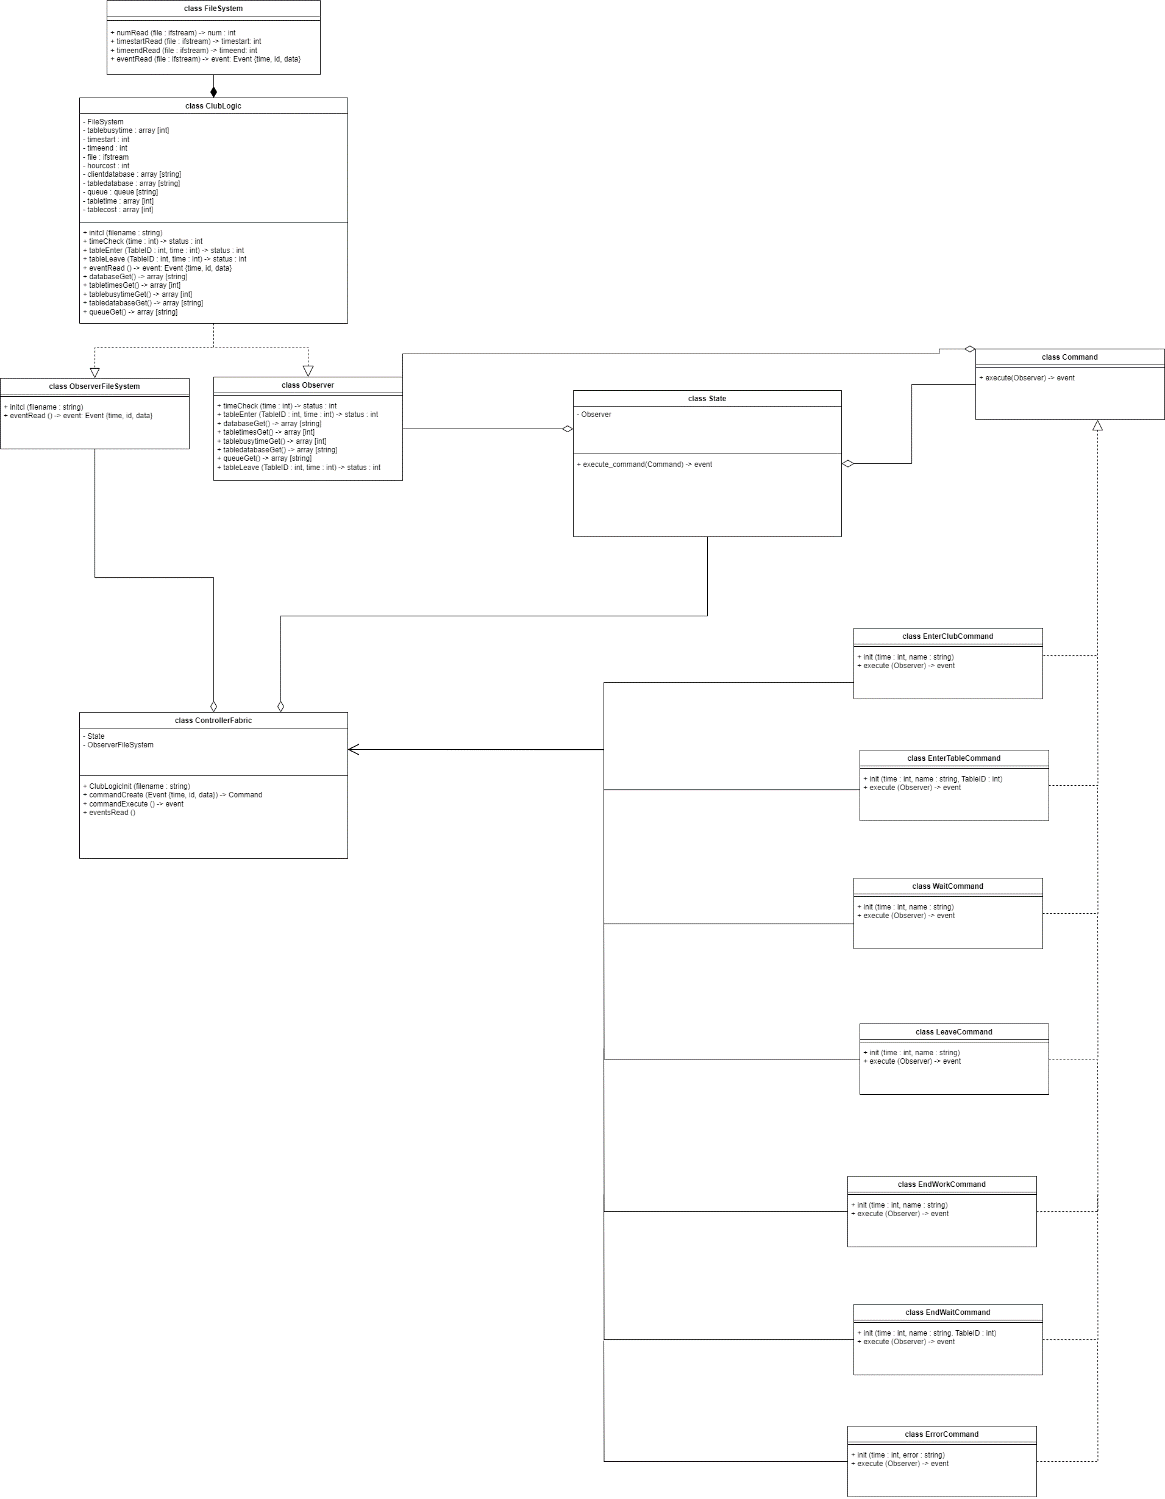 class FileSystem
+ numRead (file : ifstream) -> num : int
+ timestartRead (file : ifstream) -> timestart: int
+ timeendRead (file : ifstream) -> timeend: int
+ eventRead (file : ifstream) -> event: Event {time, id, data}
class ClubLogic
- FileSystem
- tablebusytime : array [int]
- timestart : int
- timeend : int
- file : ifstream
- hourcost : int
- clientdatabase : array [string]
- tabledatabase : array [string]
- queue : queue [string]
- tabletime : array [int]
- tablecost : array [int]
+ initcl (filename : string)
+ timeCheck (time : int) -> status : int
+ tableEnter (TableID : int, time : int) -> status : int
+ tableLeave (TableID : int, time : int) -> status : int
+ eventRead () -> event: Event {time, id, data}
+ databaseGet() -> array [string]
+ tabletimesGet() -> array [int]
+ tablebusytimeGet() -> array [int]
+ tabledatabaseGet() -> array [string]
+ queueGet() -> array [string]
class ObserverFileSystem
+ initcl (filename : string)
+ eventRead () -> event: Event {time, id, data}
class Observer
+ timeCheck (time : int) -> status : int
+ tableEnter (TableID : int, time : int) -> status : int
+ databaseGet() -> array [string]
+ tabletimesGet() -> array [int]
+ tablebusytimeGet() -> array [int]
+ tabledatabaseGet() -> array [string]
+ queueGet() -> array [string]
+ tableLeave (TableID : int, time : int) -> status : int
class State
- Observer
+ execute_command(Command) -> event
class Command
+ execute(Observer) -> event
class EnterClubCommand
+ init (time : int, name : string)
+ execute (Observer) -> event
class ControllerFabric
- State
- ObserverFileSystem
+ ClubLogicInit (filename : string)
+ commandCreate (Event {time, id, data}) -> Command
+ commandExecute () -> event
+ eventsRead ()
class EnterTableCommand
+ init (time : int, name : string, TableID : int)
+ execute (Observer) -> event
class WaitCommand
+ init (time : int, name : string)
+ execute (Observer) -> event
class LeaveCommand
+ init (time : int, name : string)
+ execute (Observer) -> event
class EndWorkCommand
+ init (time : int, name : string)
+ execute (Observer) -> event
class EndWaitCommand
+ init (time : int, name : string, TableID : int)
+ execute (Observer) -> event
class ErrorCommand
+ init (time : int, error : string)
+ execute (Observer) -> event